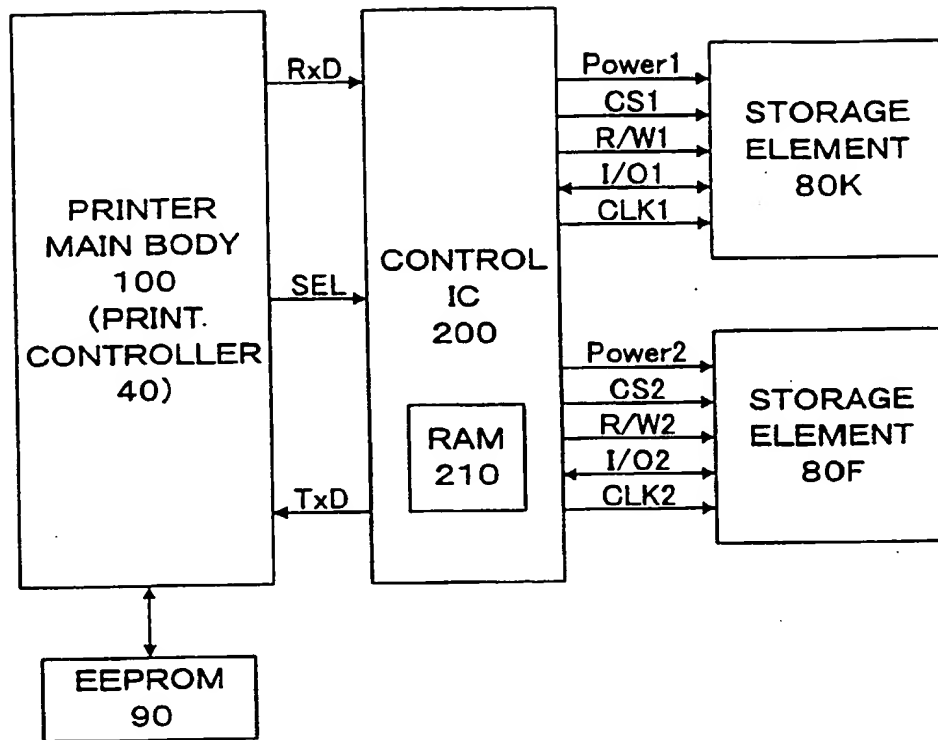 PRINTER
MAIN BODY
100
(PRINT.
CONTROLLER
40)
RxD
SEL
TxD
CONTROL
IC
200
RAM
210
Power1
CS1
R/W1
I/O1
CLK1
STORAGE
ELEMENT
80K
Power2
CS2
R/W2
I/O2
CLK2
STORAGE
ELEMENT
80F
EEPROM
90